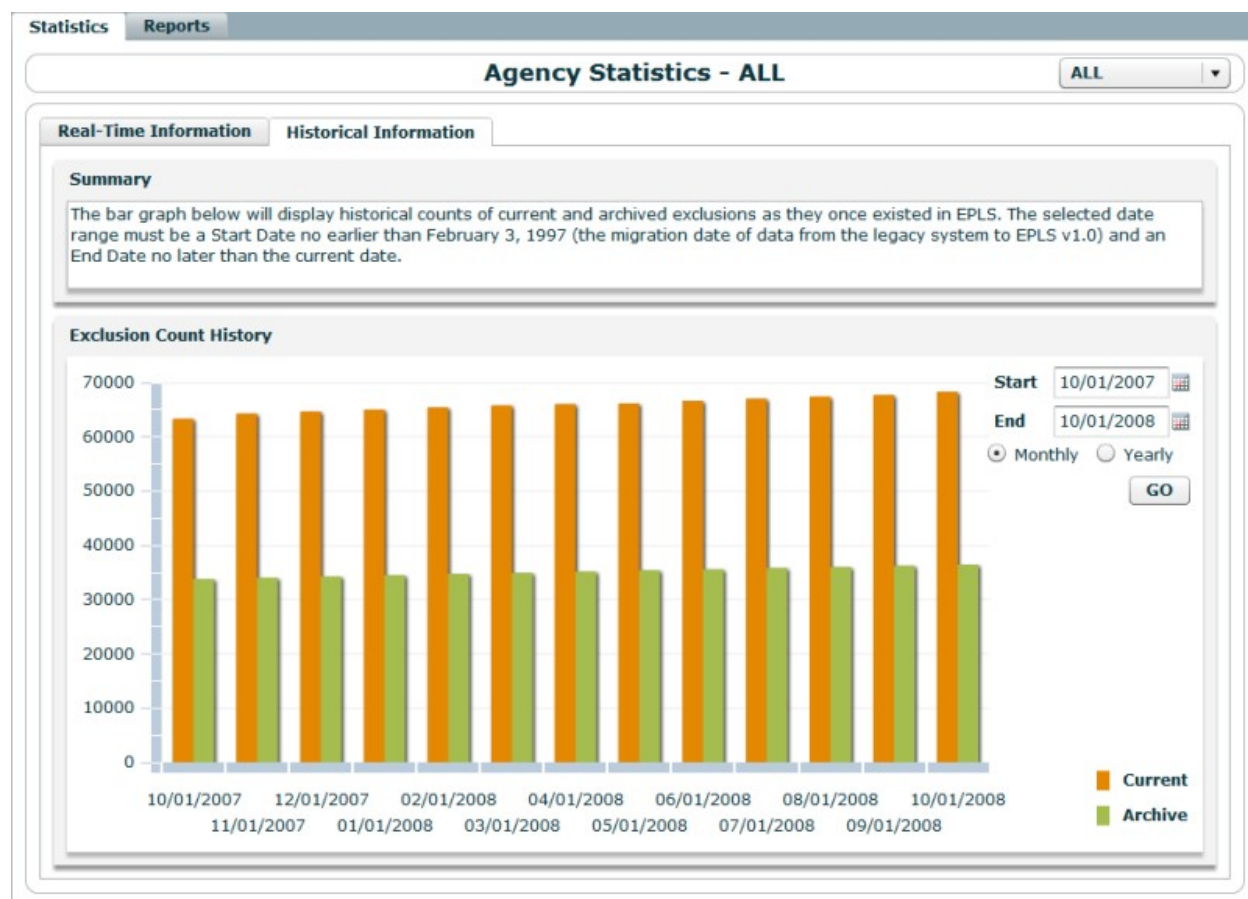 Statistics Reports
Agency Statistics - ALL ALL
Real-Time Information Historical Information
Summary
The bar graph below will display historical counts of current and archived exclusions as they once existed in EPLS. The selected date
range must be a Start Date no earlier than February 3, 1997 (the migration date of data from the legacy system to EPLS v1.0) and an
End Date no later than the current date.
Exclusion Count History
70000
60000
50000
40000
30000
20000
10000
0
Start 10/01/2007
End 10/01/2008
Monthly Yearly
GO
10/01/2007 12/01/2007 02/01/2008 04/01/2008 06/01/2008 08/01/2008 10/01/2008
11/01/2007 01/01/2008 03/01/2008 05/01/2008 07/01/2008 09/01/2008
Current
Archive